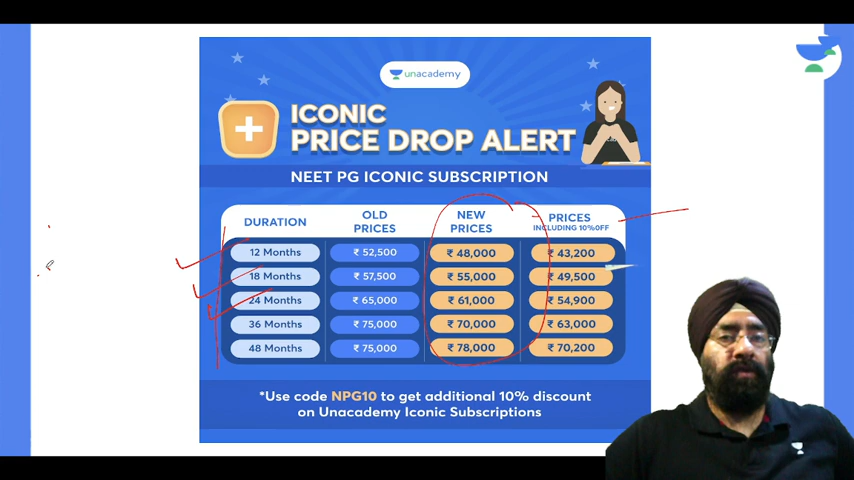 unacademy
ICONIC
PRICE DROP ALERT
NEET PG ICONIC SUBSCRIPTION
DURATION OLD PRICES NEW PRICES PRICES INCLUDING 10%OFF
12 Months ₹ 52,500 ₹ 48,000 ₹ 43,200
18 Months ₹ 57,500 ₹ 55,000 ₹ 49,500
24 Months ₹ 65,000 ₹ 61,000 ₹ 54,900
36 Months ₹ 75,000 ₹ 70,000 ₹ 63,000
48 Months ₹ 75,000 ₹ 78,000 ₹ 70,200
*Use code NPG10 to get additional 10% discount
on Unacademy Iconic Subscriptions